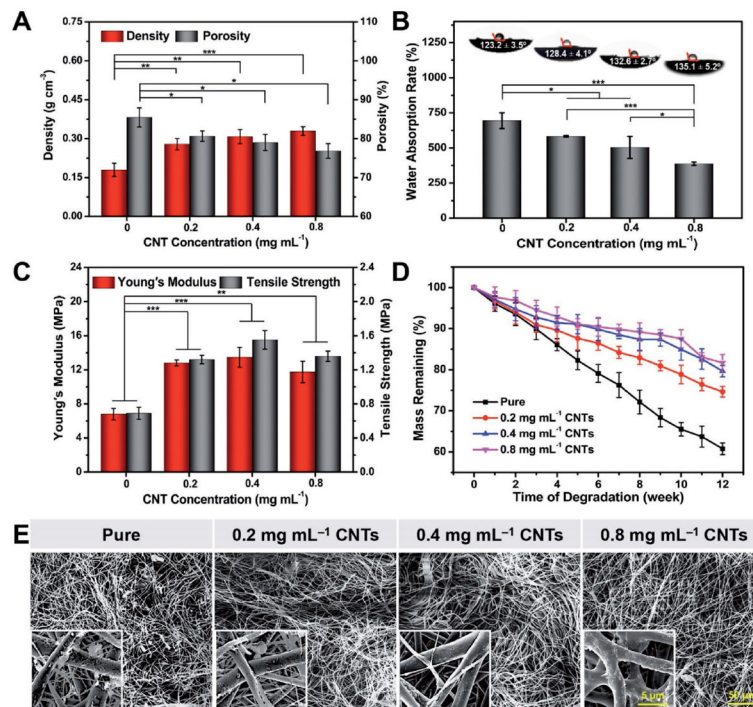 A
Density
Porosity
***
**
**
*
*
*
0.75
0.60
0.45
0.30
0.15
0.00
110
100
90
80
70
60
Density (g cm⁻³)
Porosity (%)
0
0.2
0.4
0.8
CNT Concentration (mg mL⁻¹)
B
123.2 ± 3.5°
128.4 ± 4.1°
132.6 ± 2.7°
135.1 ± 5.2°
***
*
***
*
1250
1000
750
500
250
0
Water Absorption Rate (%)
0
0.2
0.4
0.8
CNT Concentration (mg mL⁻¹)
C
Young's Modulus
Tensile Strength
**
***
***
24
20
16
12
8
4
0
2.4
2.0
1.6
1.2
0.8
0.4
0.0
Young's Modulus (MPa)
Tensile Strength (MPa)
0
0.2
0.4
0.8
CNT Concentration (mg mL⁻¹)
D
100
90
80
70
60
Mass Remaining (%)
Pure
0.2 mg mL⁻¹ CNTs
0.4 mg mL⁻¹ CNTs
0.8 mg mL⁻¹ CNTs
0 2 4 6 8 10 12
Time of Degradation (week)
E
Pure
0.2 mg mL⁻¹ CNTs
0.4 mg mL⁻¹ CNTs
0.8 mg mL⁻¹ CNTs
5 μm
50 μm